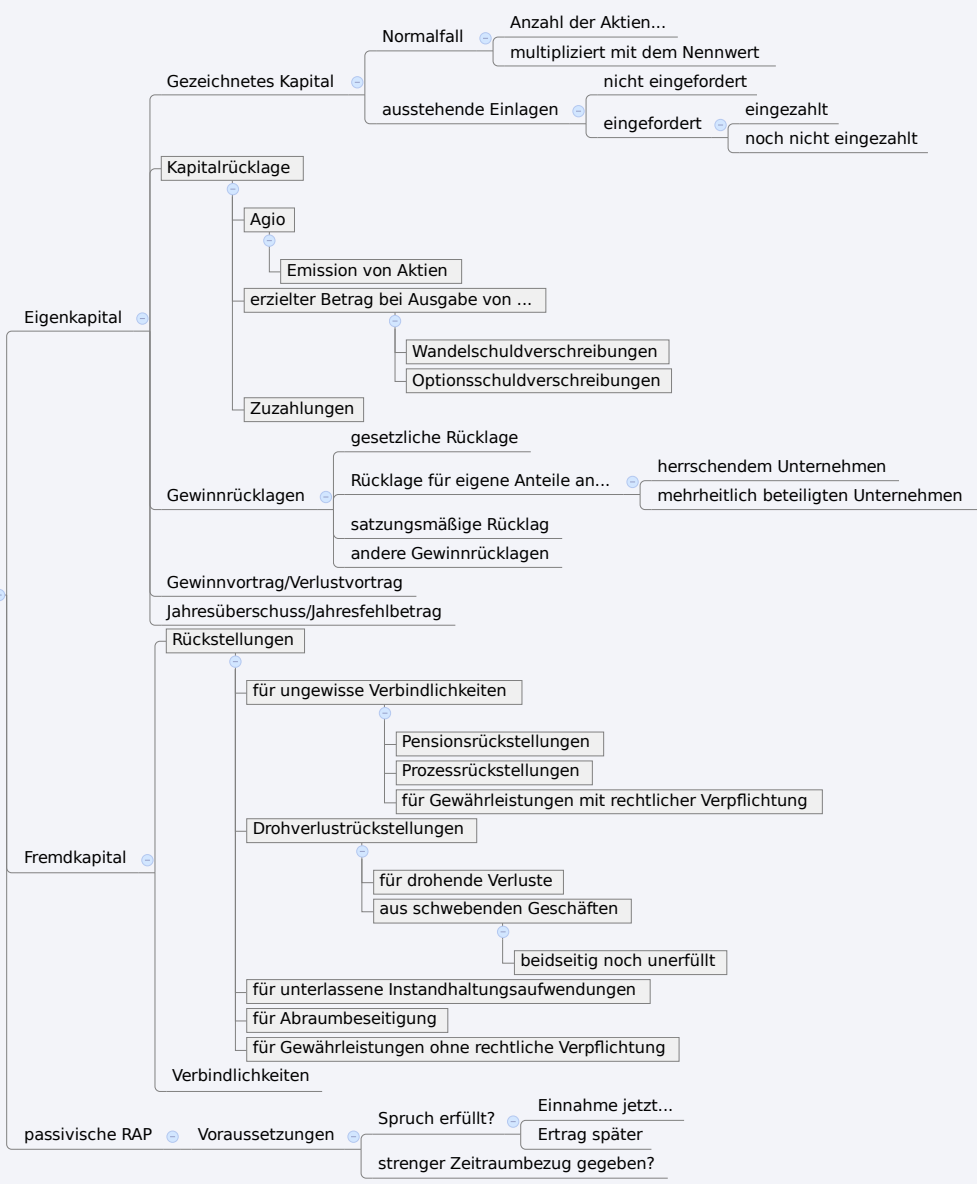 Anzahl der Aktien...
Normalfall
multipliziert mit dem Nennwert
Gezeichnetes Kapital
nicht eingefordert
ausstehende Einlagen
eingezahlt
eingefordert
noch nicht eingezahlt
Kapitalrücklage
Agio
Emission von Aktien
erzielter Betrag bei Ausgabe von ...
Eigenkapital
Wandelschuldverschreibungen
Optionsschuldverschreibungen
Zuzahlungen
gesetzliche Rücklage
herrschendem Unternehmen
Rücklage für eigene Anteile an...
Gewinnrücklagen
mehrheitlich beteiligten Unternehmen
satzungsmäßige Rücklag
andere Gewinnrücklagen
Gewinnvortrag/Verlustvortrag
Jahresüberschuss/Jahresfehlbetrag
Rückstellungen
für ungewisse Verbindlichkeiten
Pensionsrückstellungen
Prozessrückstellungen
für Gewährleistungen mit rechtlicher Verpflichtung
Drohverlustrückstellungen
Fremdkapital
für drohende Verluste
aus schwebenden Geschäften
beidseitig noch unerfüllt
für unterlassene Instandhaltungsaufwendungen
für Abraumbeseitigung
für Gewährleistungen ohne rechtliche Verpflichtung
Verbindlichkeiten
Einnahme jetzt...
Spruch erfüllt?
Ertrag später
passivische RAP
Voraussetzungen
strenger Zeitraumbezug gegeben?